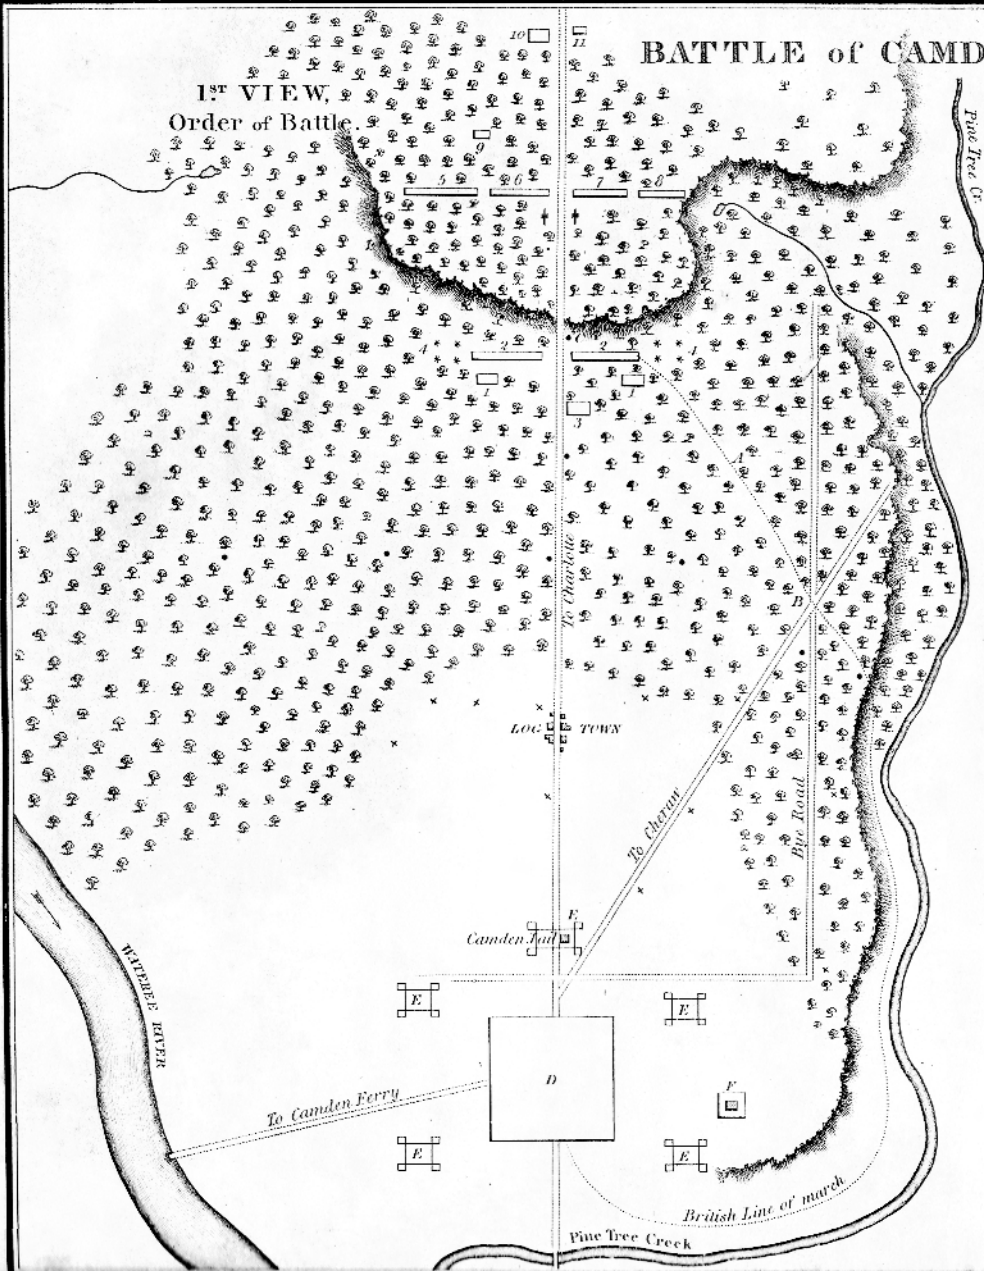 BATTLE of CAMD
1.ST VIEW,
Order of Battle.
10
11
9
5
6
7
8
Pine Tree Cr
4
2
2
4
1
1
3
C
A
To Charlotte
B
LOG TOWN
To Cheraw
Bye Road
E
Camden Jail
E
E
D
F
To Camden Ferry
WATEREE RIVER
E
E
British Line of march
Pine Tree Creek